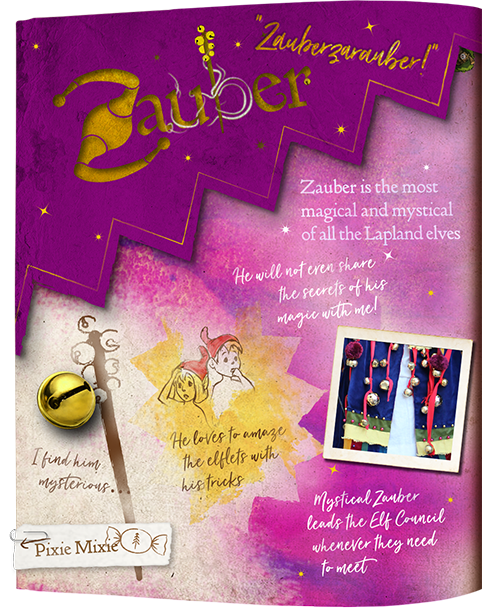 "Zauberzarauber!"
Zauber
Zauber is the most
magical and mystical
of all the Lapland elves
He will not even share
the secrets of his
magic with me!
He loves to amaze
the elflets with
his tricks
I find him
mysterious...
Mystical Zauber
leads the Elf Council
whenever they need
to meet
Pixie Mixie